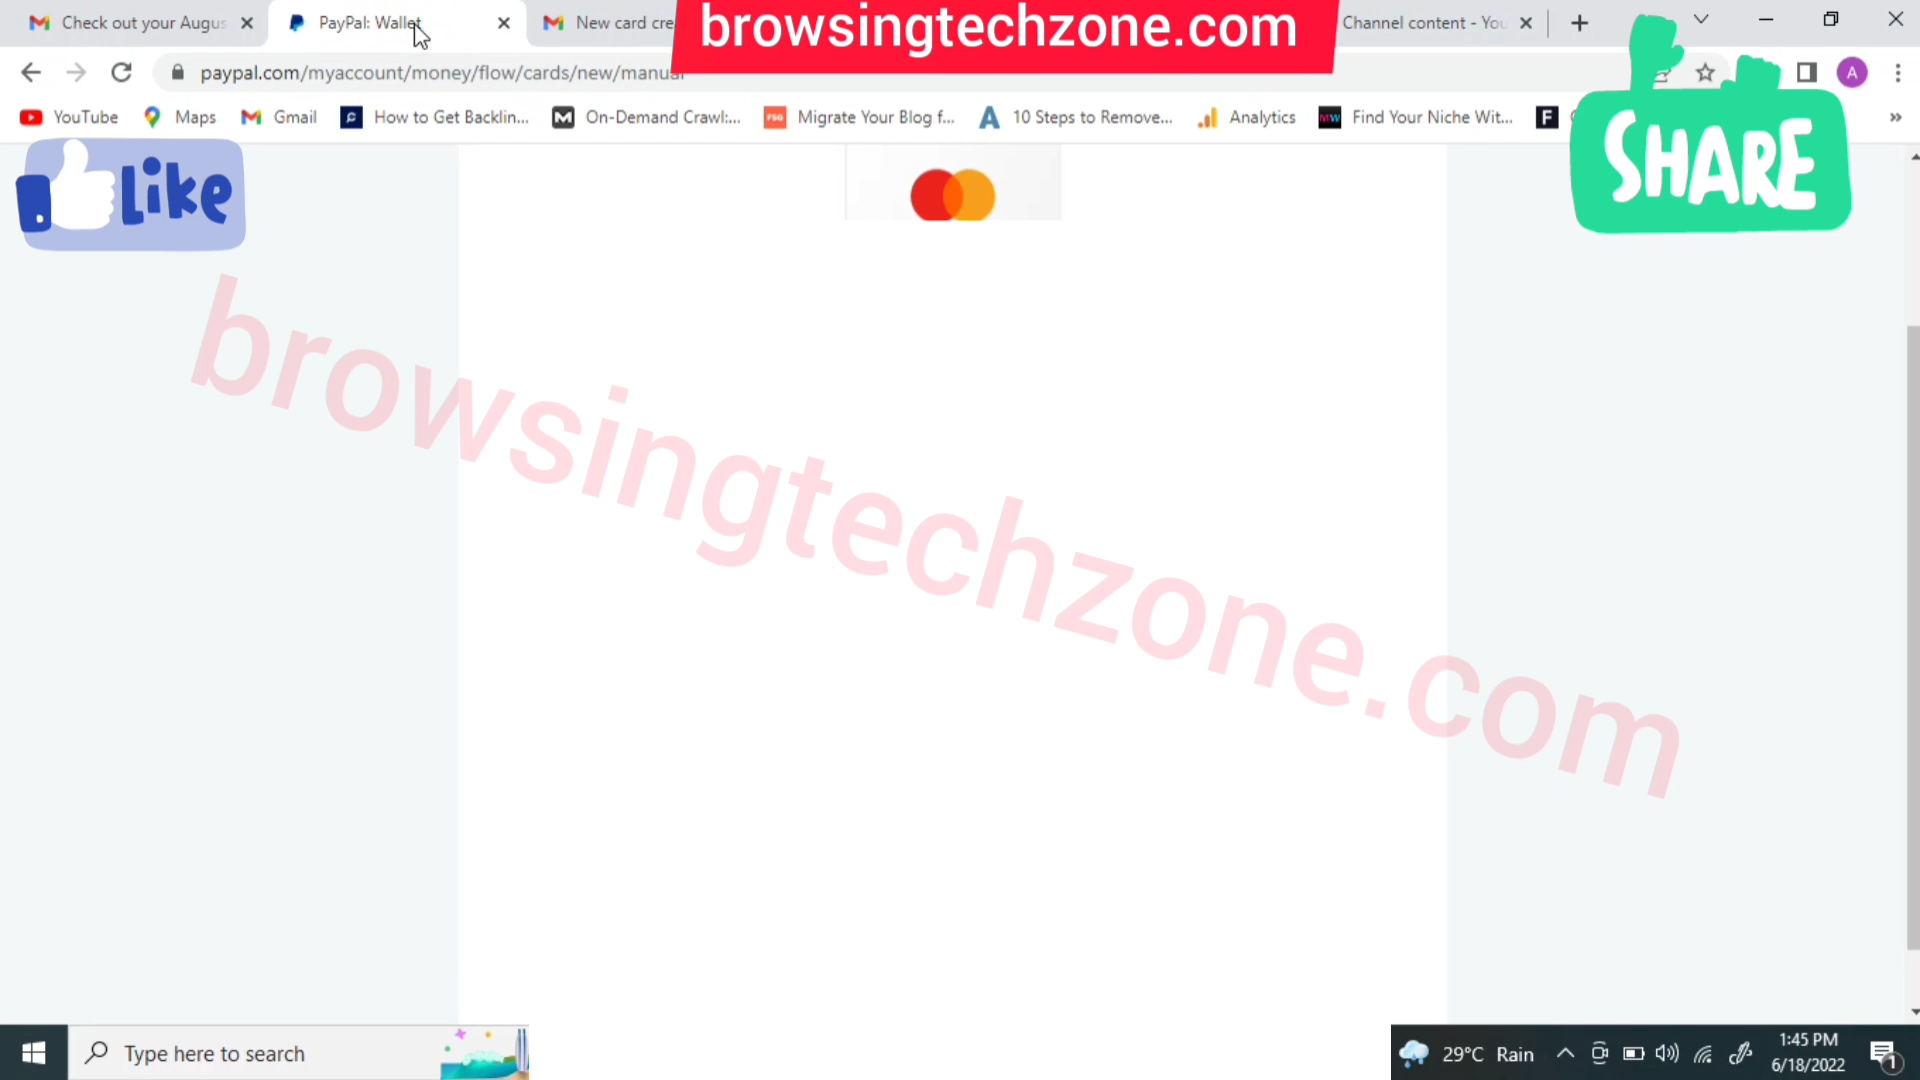 Check out your Augus
PayPal: Wallet
New card cre
browsingtechzone.com
Channel content - You
paypal.com/myaccount/money/flow/cards/new/manual
A
YouTube
Maps
Gmail
How to Get Backlin...
On-Demand Crawl:...
FSG
Migrate Your Blog f...
10 Steps to Remove...
Analytics
MW
Find Your Niche Wit...
F
»
Like
SHARE
browsingtechzone.com
Type here to search
29°C Rain
1:45 PM
6/18/2022
1